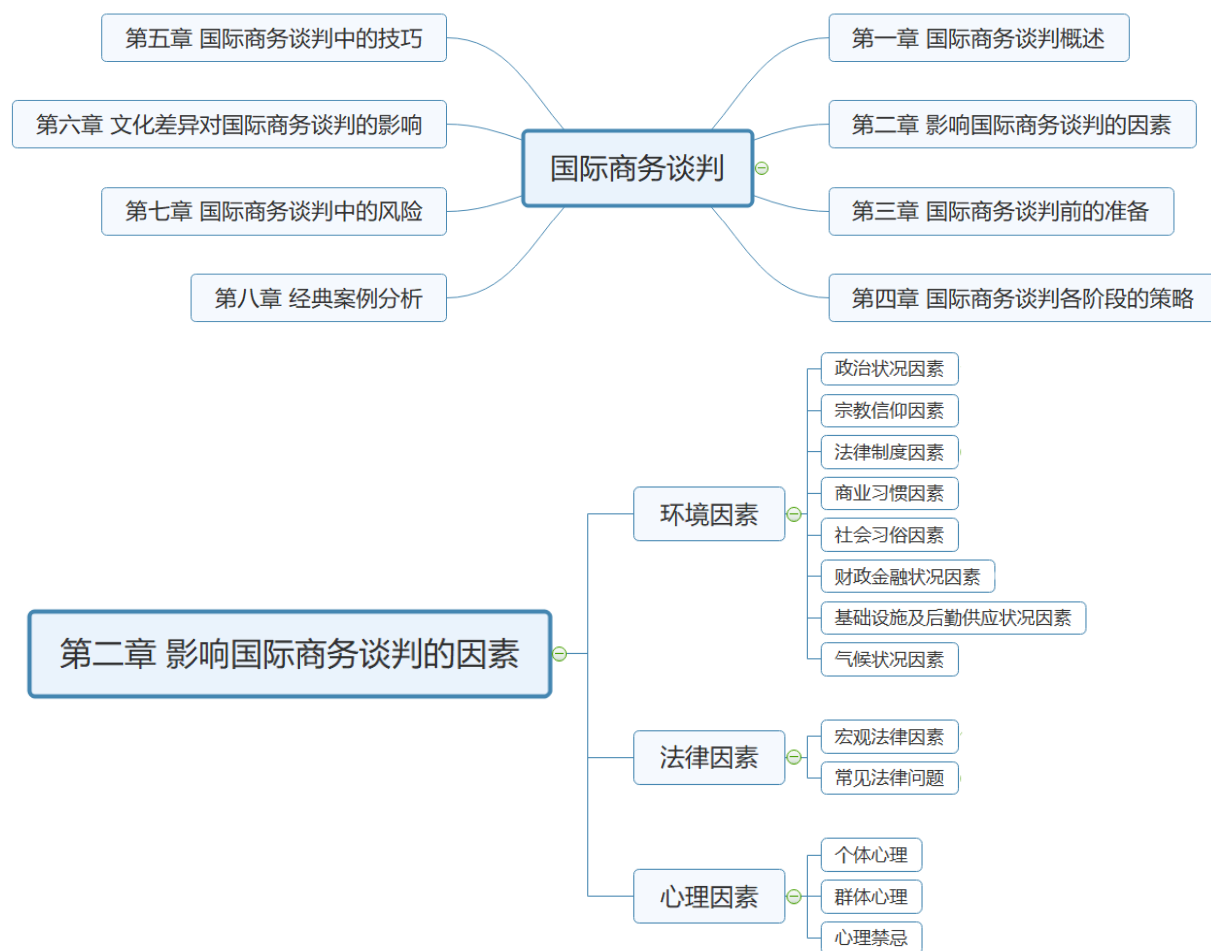 国际商务谈判
第一章 国际商务谈判概述
第二章 影响国际商务谈判的因素
第三章 国际商务谈判前的准备
第四章 国际商务谈判各阶段的策略
第五章 国际商务谈判中的技巧
第六章 文化差异对国际商务谈判的影响
第七章 国际商务谈判中的风险
第八章 经典案例分析
第二章 影响国际商务谈判的因素
环境因素
政治状况因素
宗教信仰因素
法律制度因素
商业习惯因素
社会习俗因素
财政金融状况因素
基础设施及后勤供应状况因素
气候状况因素
法律因素
宏观法律因素
常见法律问题
心理因素
个体心理
群体心理
心理禁忌